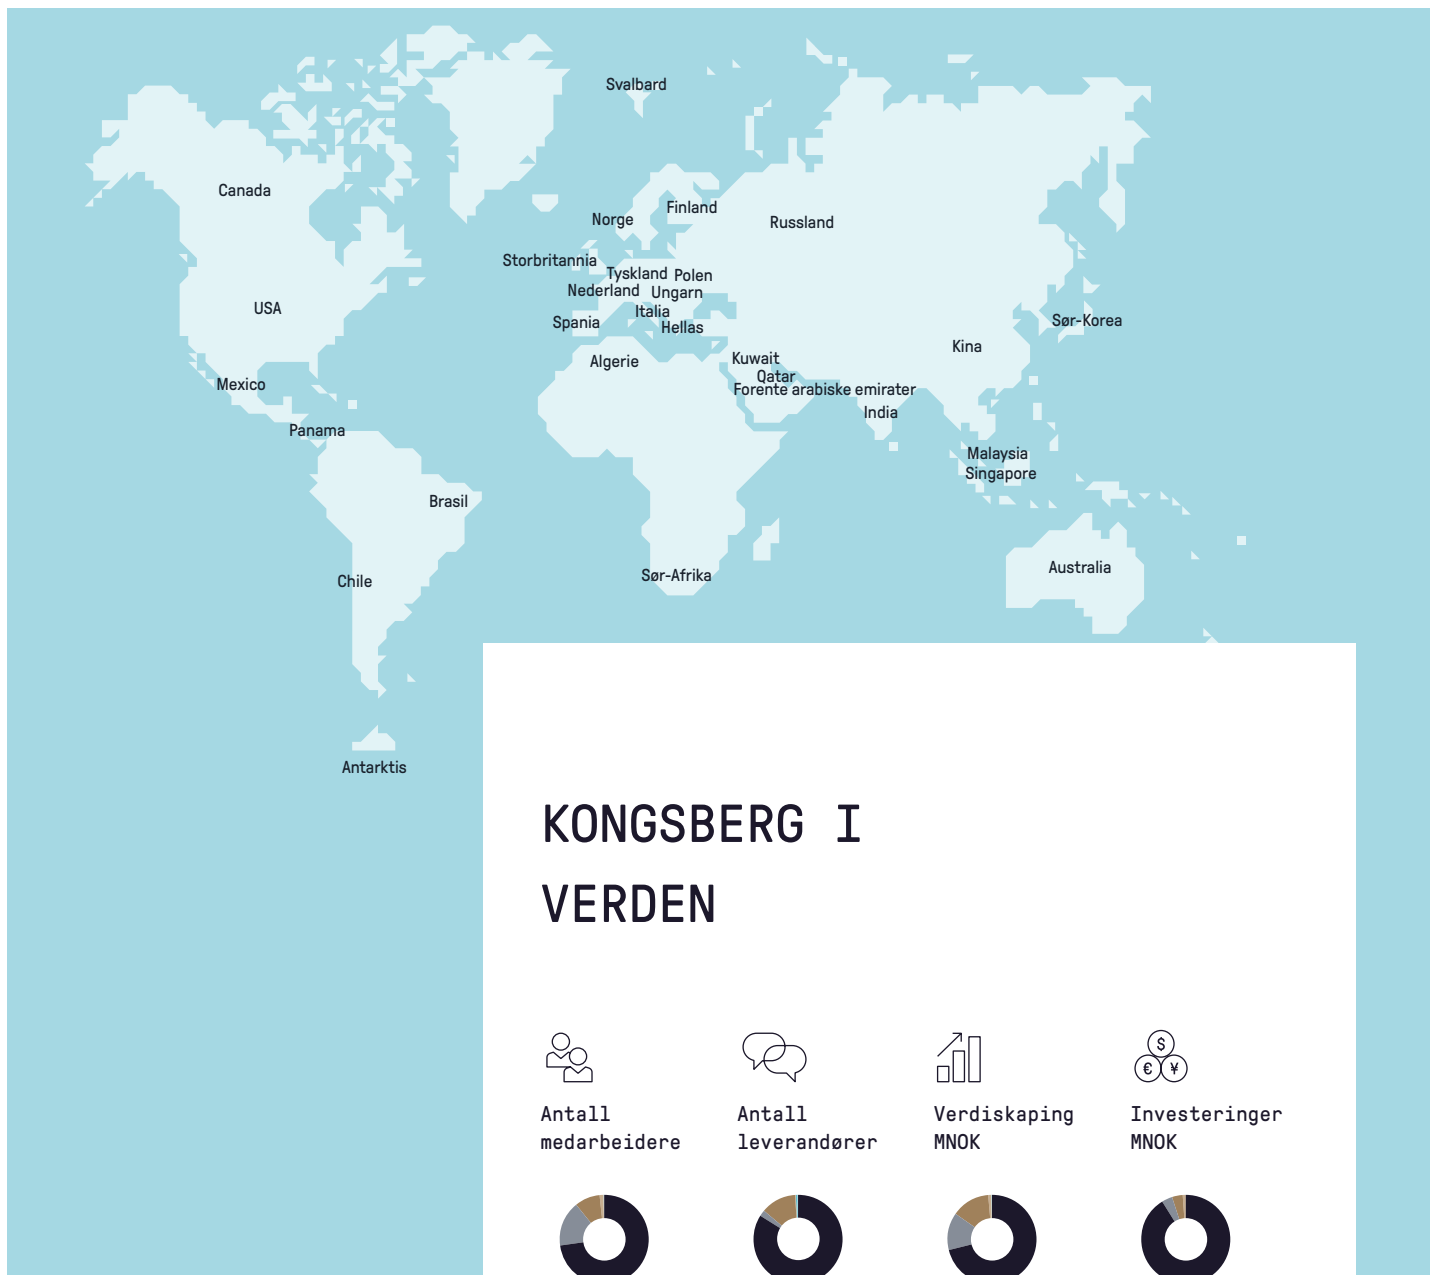 Svalbard
Canada
Finland
Norge
Russland
Storbritannia
Tyskland Polen
Nederland Ungarn
USA
Italia
Sør-Korea
Spania
Hellas
Kina
Kuwait
Algerie
Qatar
Mexico
Forente arabiske emirater
India
Panama
Malaysia
Singapore
Brasil
Australia
Sør-Afrika
Chile
Antarktis
KONGSBERG I
VERDEN
$
€ ¥
Antall
medarbeidere
Antall
leverandører
Verdiskaping
MNOK
Investeringer
MNOK